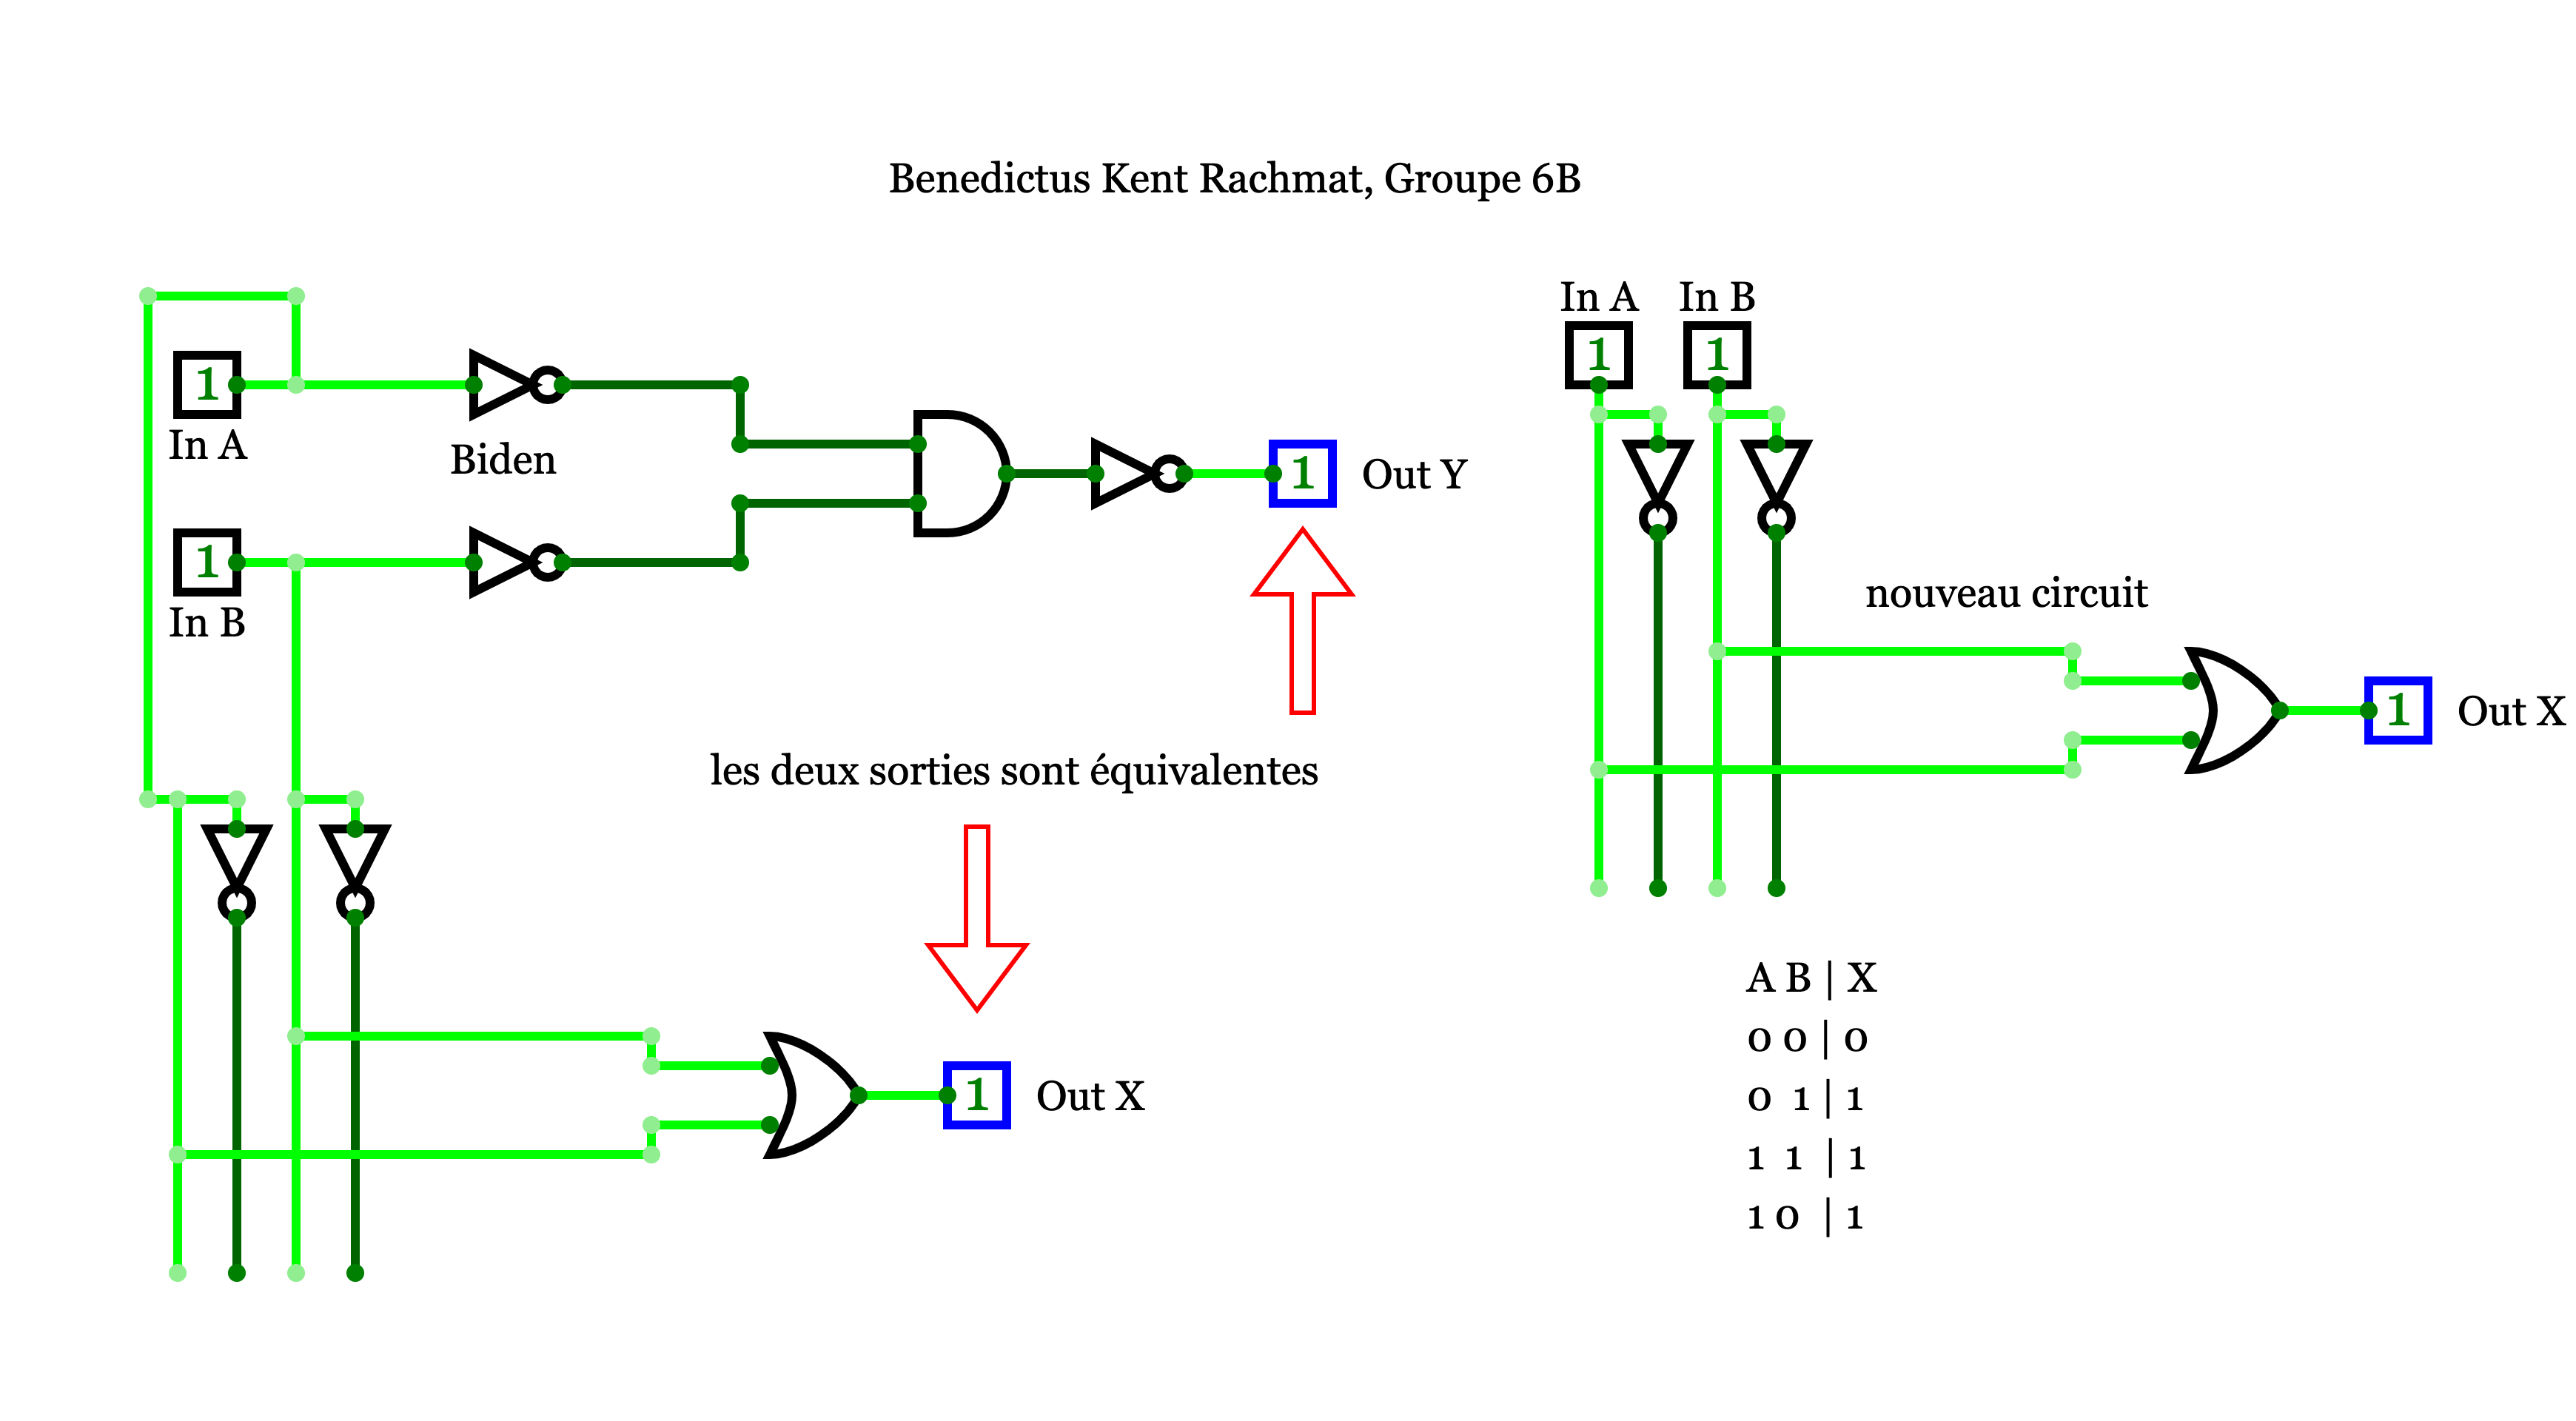 Benedictus Kent Rachmat, Groupe 6B
1
In A
Biden
1
In B
1
Out Y
les deux sorties sont équivalentes
1
Out X
In A
In B
1
1
nouveau circuit
1
Out X
A B | X
0 0 | 0
0 1 | 1
1 1 | 1
1 0 | 1